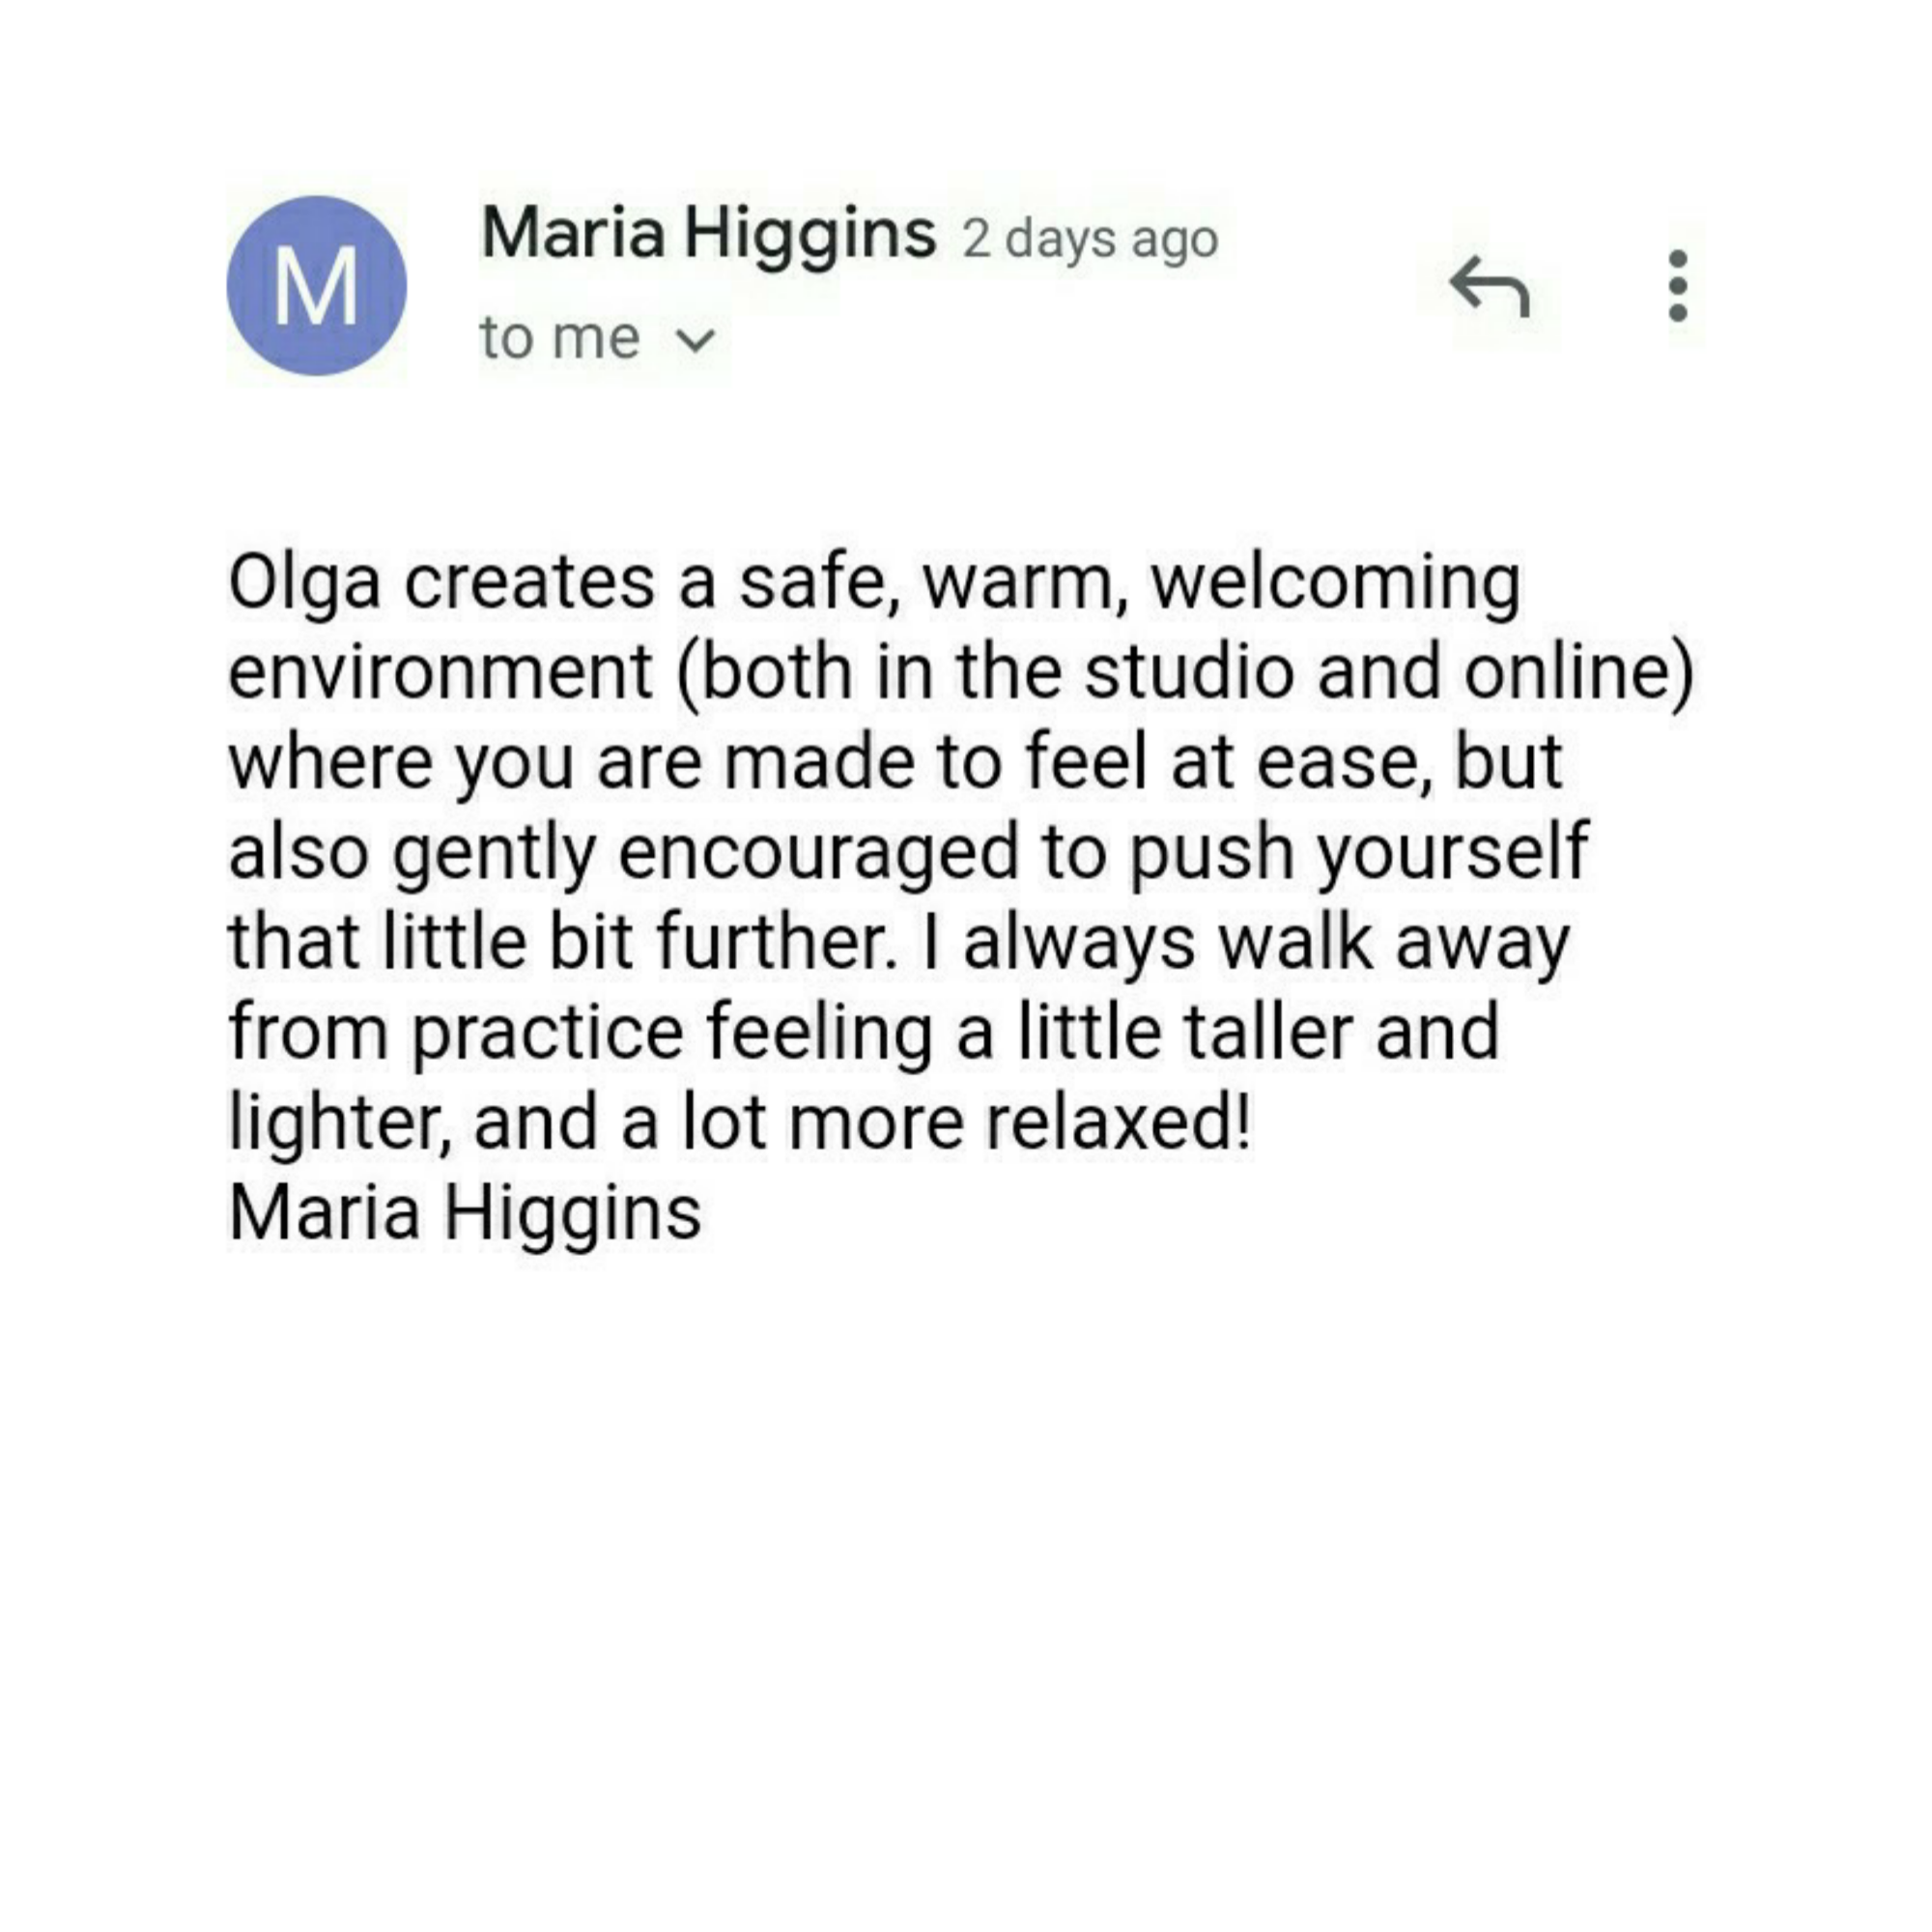 M
Maria Higgins 2 days ago
to me
Olga creates a safe, warm, welcoming
environment (both in the studio and online)
where you are made to feel at ease, but
also gently encouraged to push yourself
that little bit further. I always walk away
from practice feeling a little taller and
lighter, and a lot more relaxed!
Maria Higgins